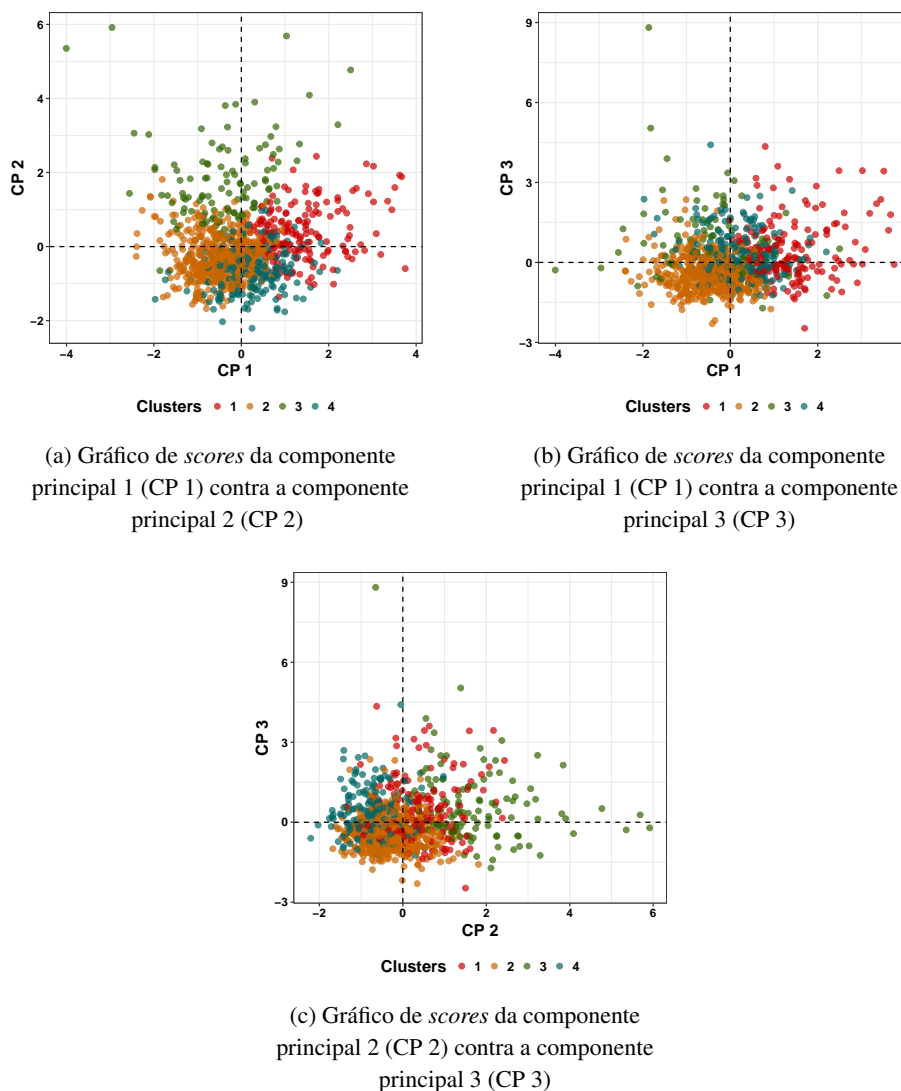 6
4
2
0
−2
CP 2
−4
−2
0
2
4
CP 1
Clusters 1 2 3 4
(a) Gráfico de scores da componente
principal 1 (CP 1) contra a componente
principal 2 (CP 2)
9
6
3
0
−3
CP 3
−4
−2
0
2
CP 1
Clusters 1 2 3 4
(b) Gráfico de scores da componente
principal 1 (CP 1) contra a componente
principal 3 (CP 3)
9
6
3
0
−3
CP 3
−2
0
2
4
6
CP 2
Clusters 1 2 3 4
(c) Gráfico de scores da componente
principal 2 (CP 2) contra a componente
principal 3 (CP 3)